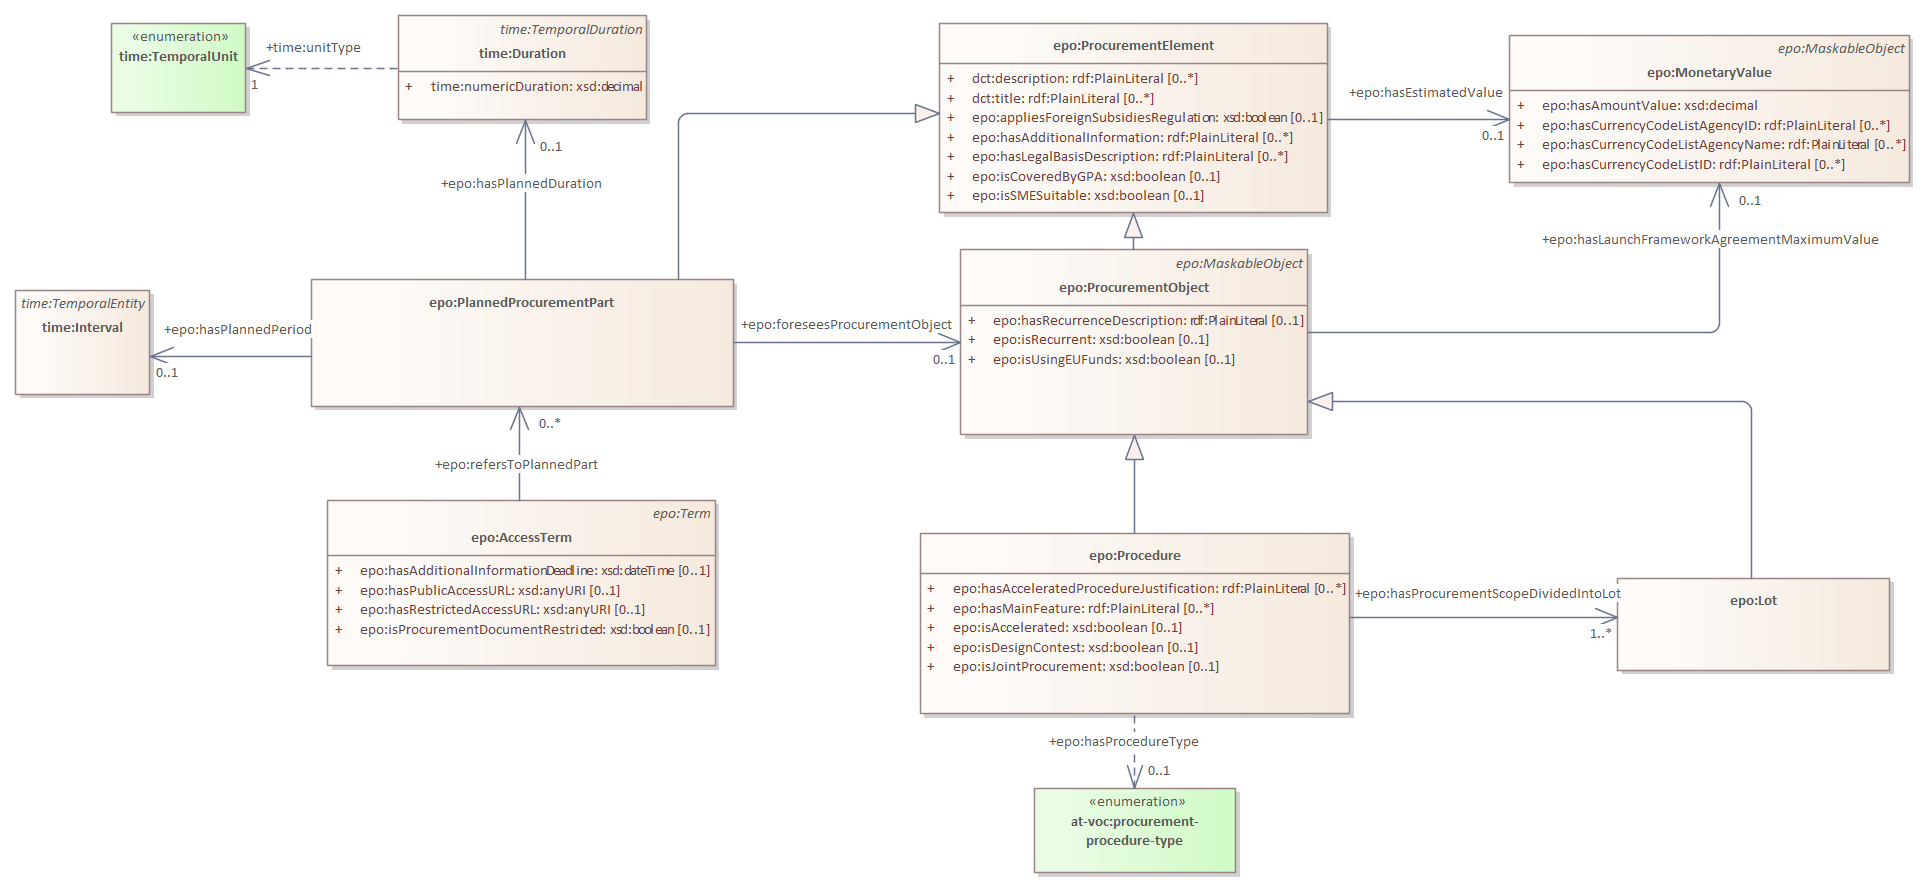 «enumeration»
time:TemporalUnit
+time:unitType
1
time:TemporalDuration
time:Duration
+ time:numericDuration: xsd:decimal
0..1
+epo:hasPlannedDuration
epo:ProcurementElement
+ dct:description: rdf:PlainLiteral [0..*]
+ dct:title: rdf:PlainLiteral [0..*]
+ epo:appliesForeignSubsidiesRegulation: xsd:boolean [0..1]
+ epo:hasAdditionalInformation: rdf:PlainLiteral [0..*]
+ epo:hasLegalBasisDescription: rdf:PlainLiteral [0..*]
+ epo:isCoveredByGPA: xsd:boolean [0..1]
+ epo:isSMESuitable: xsd:boolean [0..1]
+epo:hasEstimatedValue
0..1
epo:MaskableObject
epo:MonetaryValue
+ epo:hasAmountValue: xsd:decimal
+ epo:hasCurrencyCodeListAgencyID: rdf:PlainLiteral [0..*]
+ epo:hasCurrencyCodeListAgencyName: rdf:PlainLiteral [0..*]
+ epo:hasCurrencyCodeListID: rdf:PlainLiteral [0..*]
0..1
+epo:hasLaunchFrameworkAgreementMaximumValue
time:TemporalEntity
time:Interval
+epo:hasPlannedPeriod
0..1
epo:PlannedProcurementPart
+epo:foreseesProcurementObject
0..1
epo:MaskableObject
epo:ProcurementObject
+ epo:hasRecurrenceDescription: rdf:PlainLiteral [0..1]
+ epo:isRecurrent: xsd:boolean [0..1]
+ epo:isUsingEUFunds: xsd:boolean [0..1]
0..*
+epo:refersToPlannedPart
epo:Term
epo:AccessTerm
+ epo:hasAdditionalInformationDeadline: xsd:dateTime [0..1]
+ epo:hasPublicAccessURL: xsd:anyURI [0..1]
+ epo:hasRestrictedAccessURL: xsd:anyURI [0..1]
+ epo:isProcurementDocumentRestricted: xsd:boolean [0..1]
epo:Procedure
+ epo:hasAcceleratedProcedureJustification: rdf:PlainLiteral [0..*]
+ epo:hasMainFeature: rdf:PlainLiteral [0..*]
+ epo:isAccelerated: xsd:boolean [0..1]
+ epo:isDesignContest: xsd:boolean [0..1]
+ epo:isJointProcurement: xsd:boolean [0..1]
+epo:hasProcurementScopeDividedIntoLot
1..*
epo:Lot
+epo:hasProcedureType
0..1
«enumeration»
at-voc:procurement-
procedure-type